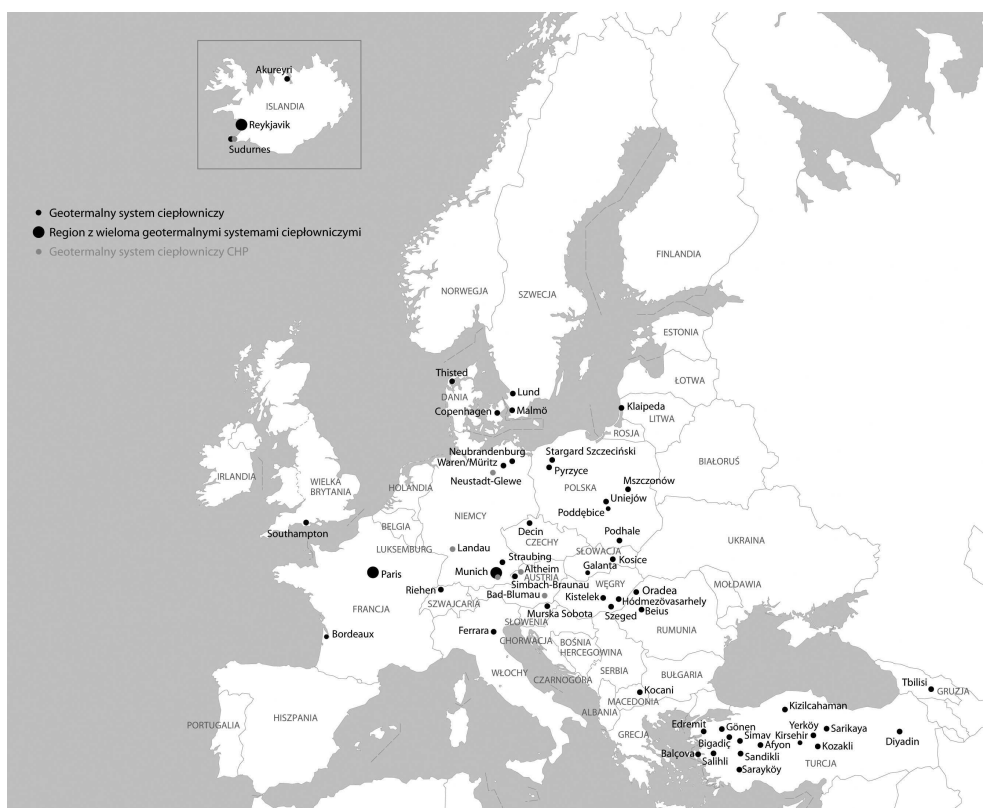 Akureyri
ISLANDIA
Reykjavik
Sudurnes
Geotermalny system ciepłowniczy
Region z wieloma geotermalnymi systemami ciepłowniczymi
Geotermalny system ciepłowniczy CHP
FINLANDIA
NORWEGJA
SZWECJA
ESTONIA
Thisted
ŁOTWA
DANIA
Lund
Copenhagen
Malmö
Klaipeda
LITWA
ROSJA
Neubrandenburg
Stargard Szczeciński
Waren/Müritz
Pyrzyce
BIAŁORUŚ
IRLANDIA
WIELKA
BRYTANIA
HOLANDIA
Neustadt-Glewe
POLSKA
Mszczonów
Uniejów
Poddębice
NIEMCY
Southampton
BELGIA
Decin
CZECHY
Podhale
UKRAINA
LUKSEMBURG
Landau
SŁOWACJA
Kosice
Straubing
Galanta
Paris
Munich
Altheim
AUSTRIA
Simbach-Braunau
WĘGRY
MOŁDAWIA
Riehen
Bad-Blumau
Kistelek
Oradea
Hódmezövasarhely
SZWAJCARIA
Murska Sobota
Szeged
Beius
FRANCJA
SŁOWENIA
Bordeaux
Ferrara
CHORWACJA
RUMUNIA
BOŚNIA
HERCEGOWINA
WŁOCHY
SERBIA
CZARNOGÓRA
BUŁGARIA
Tbilisi
GRUZJA
Kocani
MACEDONIA
ALBANIA
PORTUGALIA
HISZPANIA
Kizilcahaman
GRECJA
Edremit
Gönen
Yerköy
Sarikaya
Bigadiç
Simav
Kirsehir
Diyadin
Afyon
Kozakli
Balçova
Salihli
Sandikli
TURCJA
Sarayköy